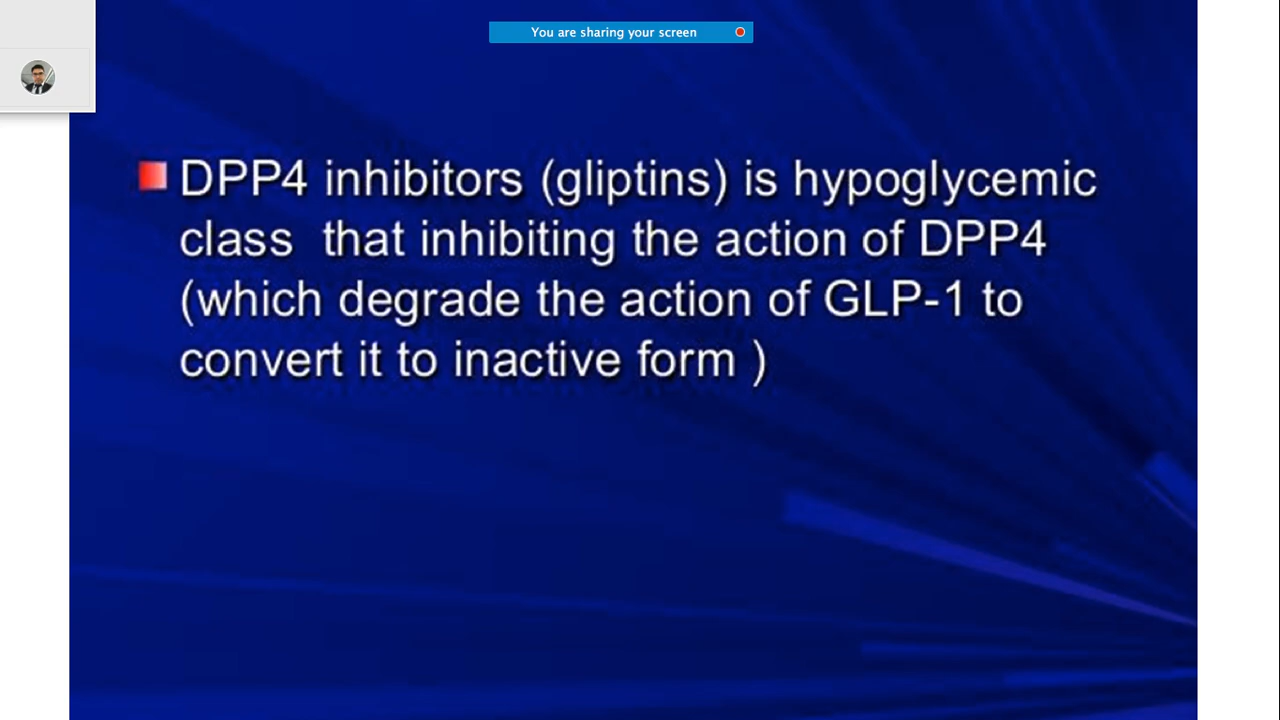 You are sharing your screen
DPP4 inhibitors (gliptins) is hypoglycemic
class that inhibiting the action of DPP4
(which degrade the action of GLP-1 to
convert it to inactive form )